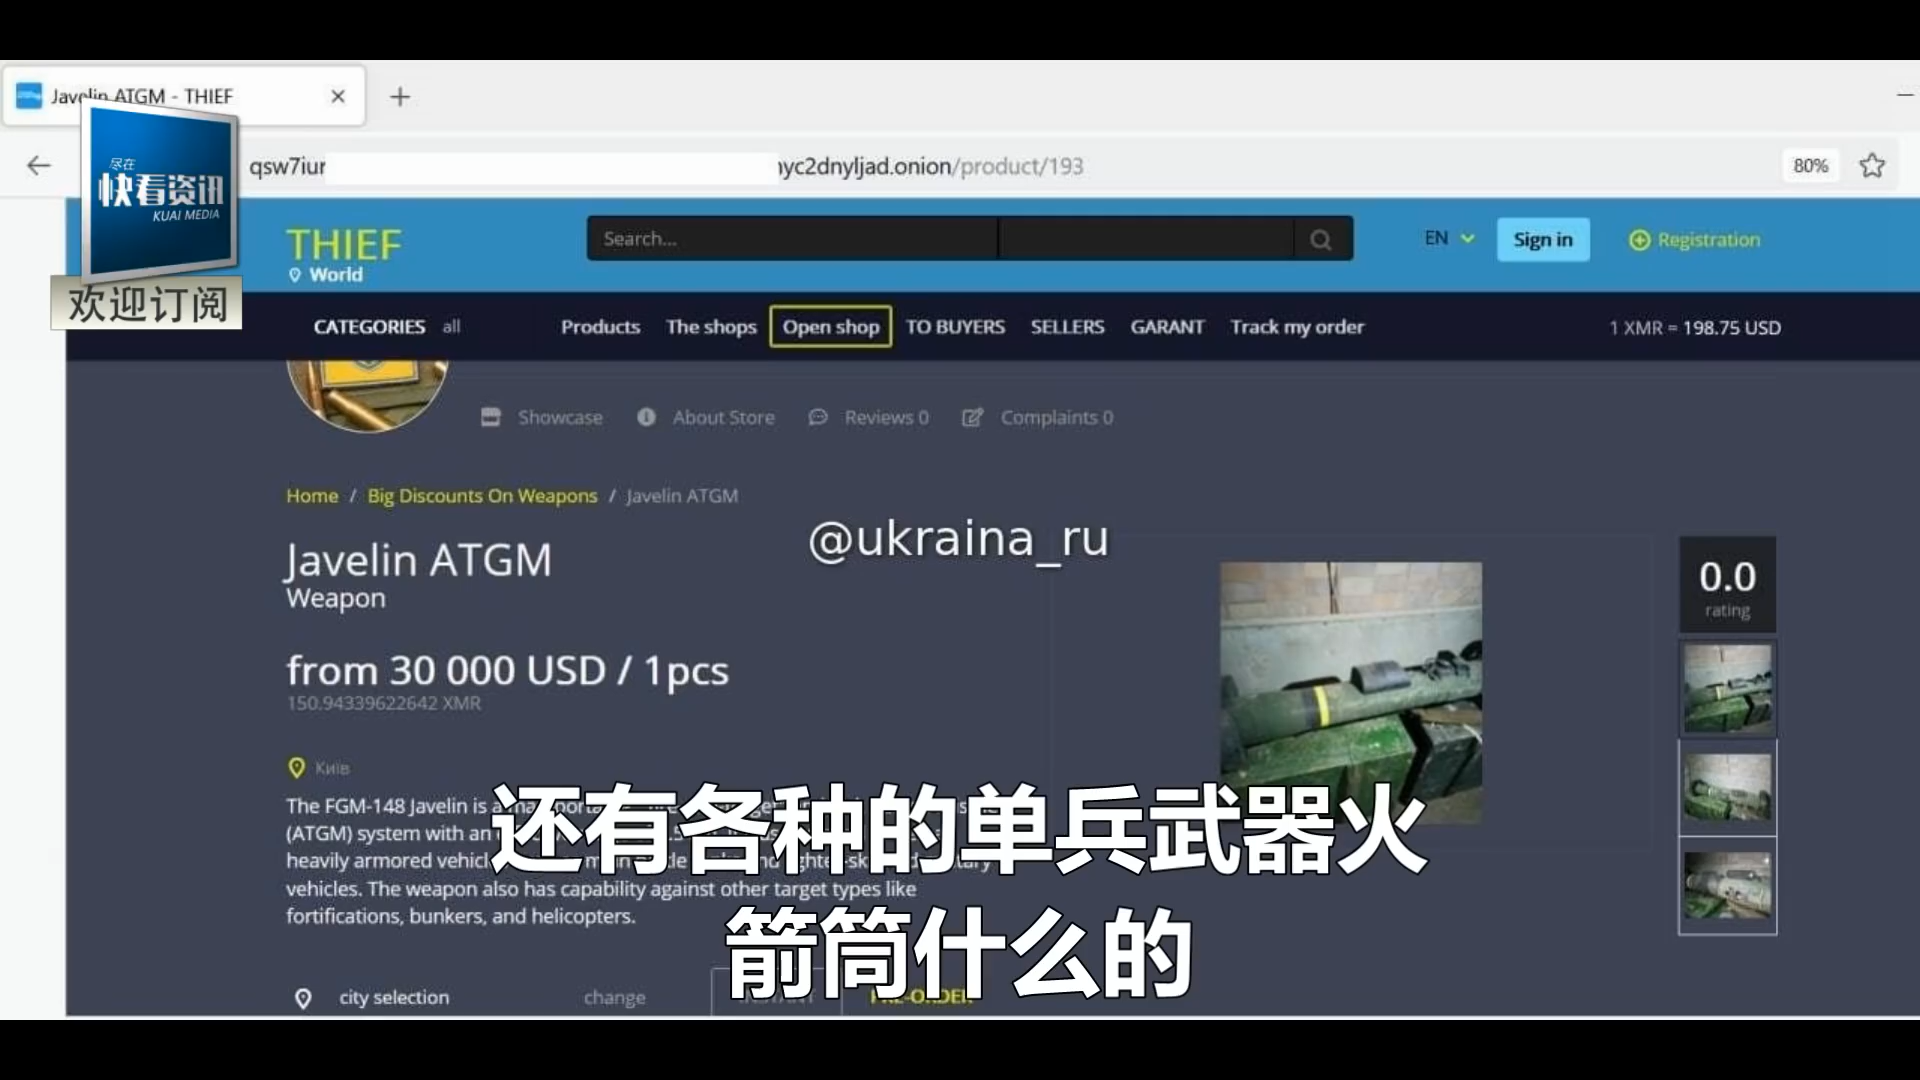 Javelin ATGM - THIEF
qsw7iur
yc2dnyljad.onion/product/193
80%
尽在
快看资讯
KUAI MEDIA
欢迎订阅
THIEF
World
Search...
EN
Sign in
Registration
CATEGORIES all
Products
The shops
Open shop
TO BUYERS
SELLERS
GARANT
Track my order
1 XMR = 198.75 USD
Showcase
About Store
Reviews 0
Complaints 0
Home / Big Discounts On Weapons / Javelin ATGM
@ukraina_ru
Javelin ATGM
Weapon
0.0
rating
from 30 000 USD / 1pcs
150.94339622642 XMR
Київ
The FGM-148 Javelin is a
(ATGM) system with an
heavily armored
vehicles. The weapon also has capability against other target types like
fortifications, bunkers, and helicopters.
还有各种的单兵武器火
箭筒什么的
city selection
change
PRE-ORDER